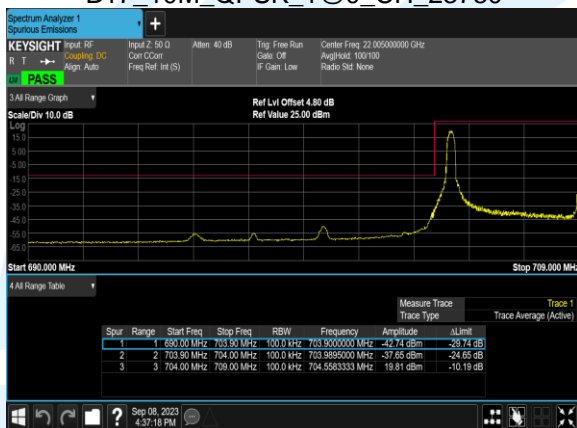 Spectrum Analyzer 1
Spurious Emissions
KEYSIGHT Input: RF Input Z: 50 Ω Atten: 40 dB Trig: Free Run Center Freq: 22.005000000 GHz
R T Coupling: DC Corr CCorr Gate: Off Avg|Hold: 100/100
Align: Auto Freq Ref: Int (S) IF Gain: Low Radio Std: None
PASS
3 All Range Graph
Ref Lvl Offset 4.80 dB
Scale/Div 10.0 dB Ref Value 25.00 dBm
Log
15.0
5.00
-5.00
-15.0
-25.0
-35.0
-45.0
-55.0
-65.0
Start 690.000 MHz Stop 709.000 MHz
4 All Range Table
Measure Trace Trace 1
Trace Type Trace Average (Active)
Spur Range Start Freq Stop Freq RBW Frequency Amplitude ΔLimit
1 1 690.00 MHz 703.90 MHz 100.0 kHz 703.9000000 MHz -42.74 dBm -29.74 dB
2 2 703.90 MHz 704.00 MHz 100.0 kHz 703.9895000 MHz -37.65 dBm -24.65 dB
3 3 704.00 MHz 709.00 MHz 100.0 kHz 704.5583333 MHz 19.81 dBm -10.19 dB
? Sep 08, 2023
4:37:18 PM